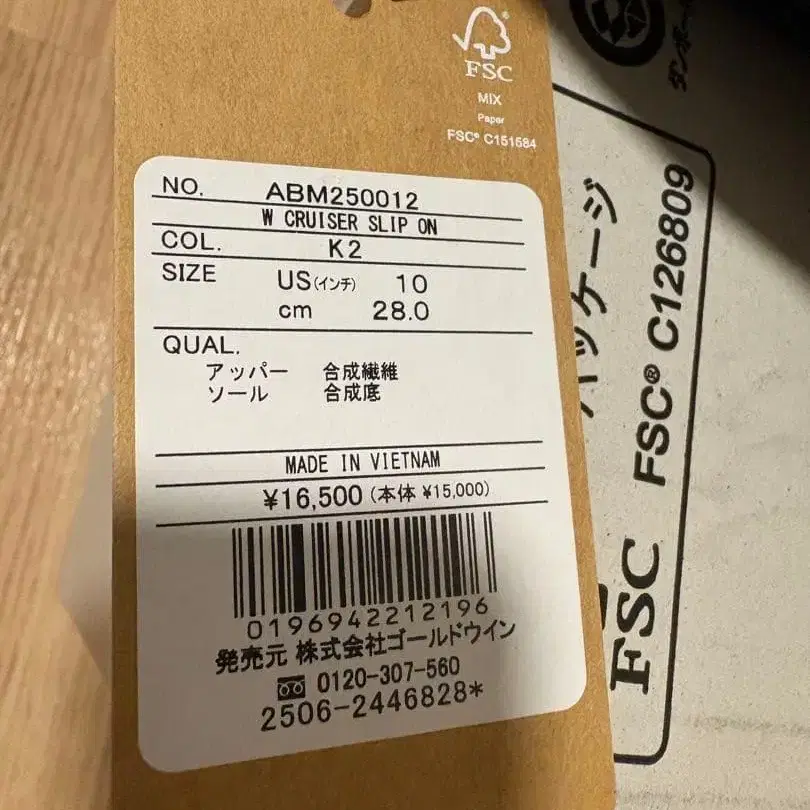 FSC
MIX
Paper
FSC® C151584
NO. ABM250012
W CRUISER SLIP ON
COL. K2
SIZE US(インチ) 10
cm 28.0
QUAL.
アッパー 合成繊維
ソール 合成底
MADE IN VIETNAM
¥16,500 (本体 ¥15,000)
0196942212196
発売元 株式会社ゴールドウイン
0120-307-560
2506-2446828*
パッケージ
FSC® C126809
FSC